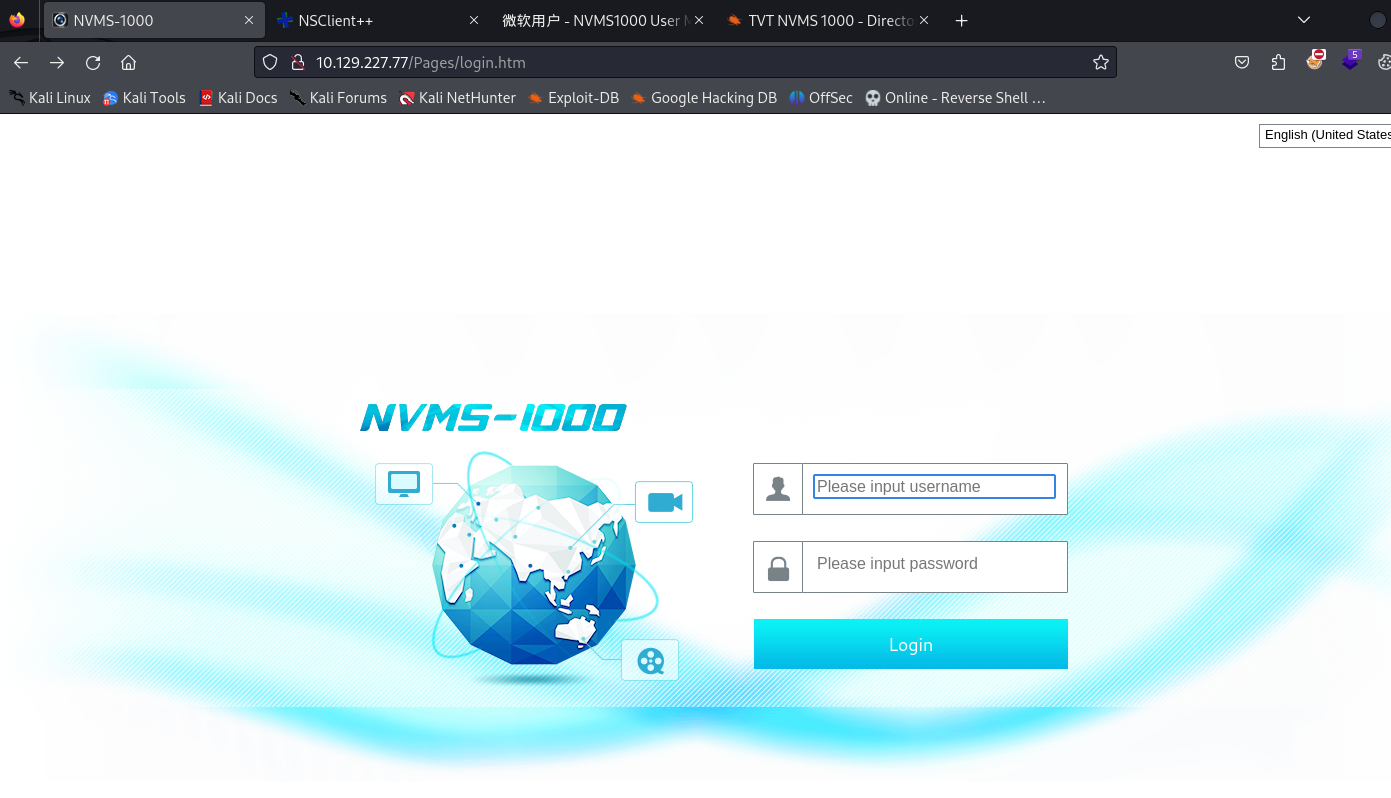 NVMS-1000
NSClient++
微软用户 - NVMS1000 User M
TVT NVMS 1000 - Directo
10.129.227.77/Pages/login.htm
5
Kali Linux
Kali Tools
Kali Docs
Kali Forums
Kali NetHunter
Exploit-DB
Google Hacking DB
OffSec
Online - Reverse Shell …
English (United States
NVMS-1000
Please input username
Please input password
Login